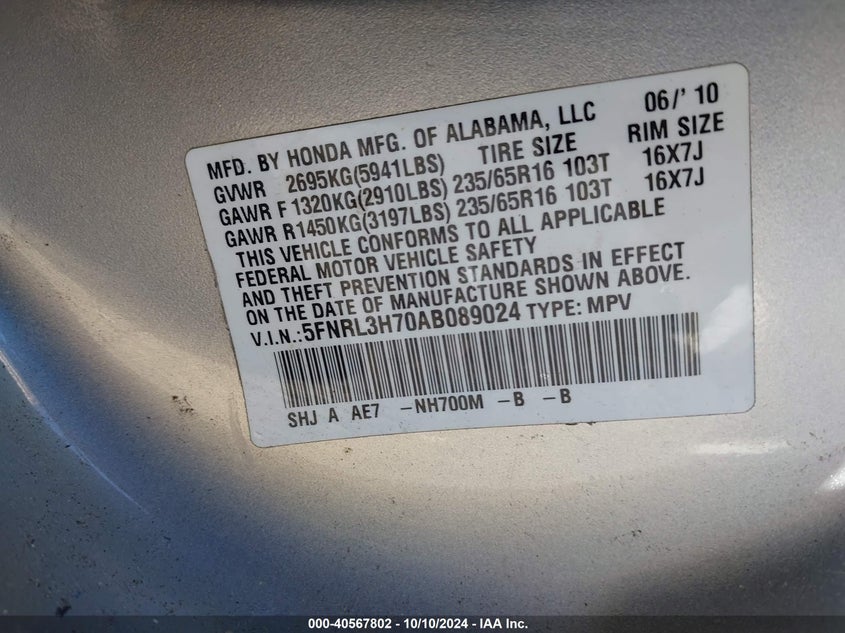 MFD. BY HONDA MFG. OF ALABAMA, LLC 06/' 10
GVWR 2695KG(5941LBS) TIRE SIZE RIM SIZE
GAWR F1320KG(2910LBS) 235/65R16 103T 16X7J
GAWR R1450KG(3197LBS) 235/65R16 103T 16X7J
THIS VEHICLE CONFORMS TO ALL APPLICABLE
FEDERAL MOTOR VEHICLE SAFETY
AND THEFT PREVENTION STANDARDS IN EFFECT
ON THE DATE OF MANUFACTURE SHOWN ABOVE.
V.I.N.:5FNRL3H70AB089024 TYPE: MPV
SHJ A AE7 -NH700M -B -B
000-40567802 - 10/10/2024 - IAA Inc.